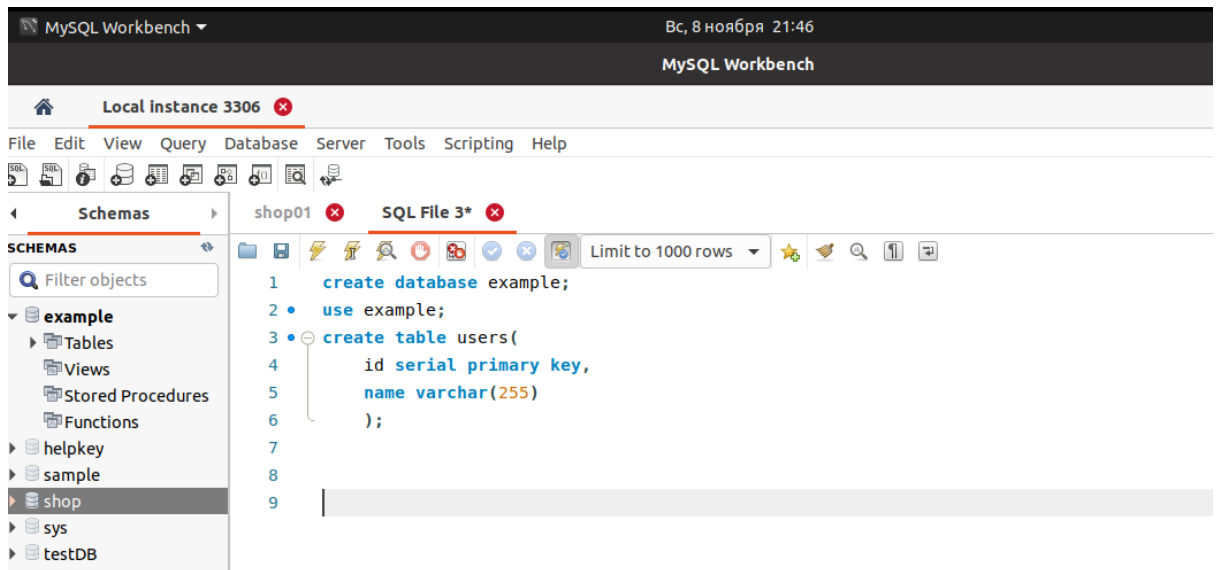 MySQL Workbench
Вс, 8 ноября 21:46
MySQL Workbench
Local instance 3306
File Edit View Query Database Server Tools Scripting Help
Schemas
shop01
SQL File 3*
SCHEMAS
Limit to 1000 rows
Filter objects
example
Tables
Views
Stored Procedures
Functions
helpkey
sample
shop
sys
testDB
1 create database example;
2 use example;
3 create table users(
4 id serial primary key,
5 name varchar(255)
6 );
7
8
9